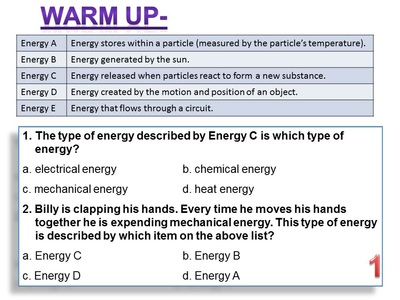 WARM UP-
Energy A Energy stores within a particle (measured by the particle's temperature).
Energy B Energy generated by the sun.
Energy C Energy released when particles react to form a new substance.
Energy D Energy created by the motion and position of an object.
Energy E Energy that flows through a circuit.
1. The type of energy described by Energy C is which type of
energy?
a. electrical energy b. chemical energy
c. mechanical energy d. heat energy
2. Billy is clapping his hands. Every time he moves his hands
together he is expending mechanical energy. This type of energy
is described by which item on the above list?
a. Energy C b. Energy B
c. Energy D d. Energy A
1